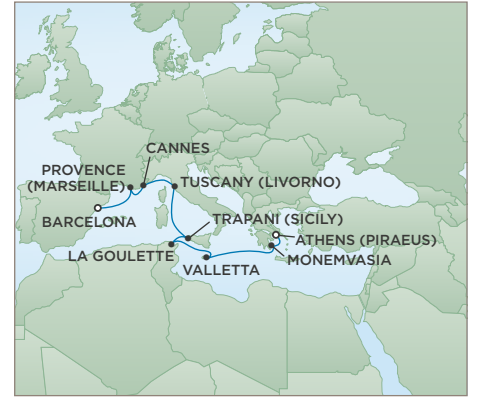 CANNES
PROVENCE
(MARSEILLE)
TUSCANY (LIVORNO)
BARCELONA
TRAPANI (SICILY)
ATHENS (PIRAEUS)
LA GOULETTE
VALLETTA
MONEMVASIA